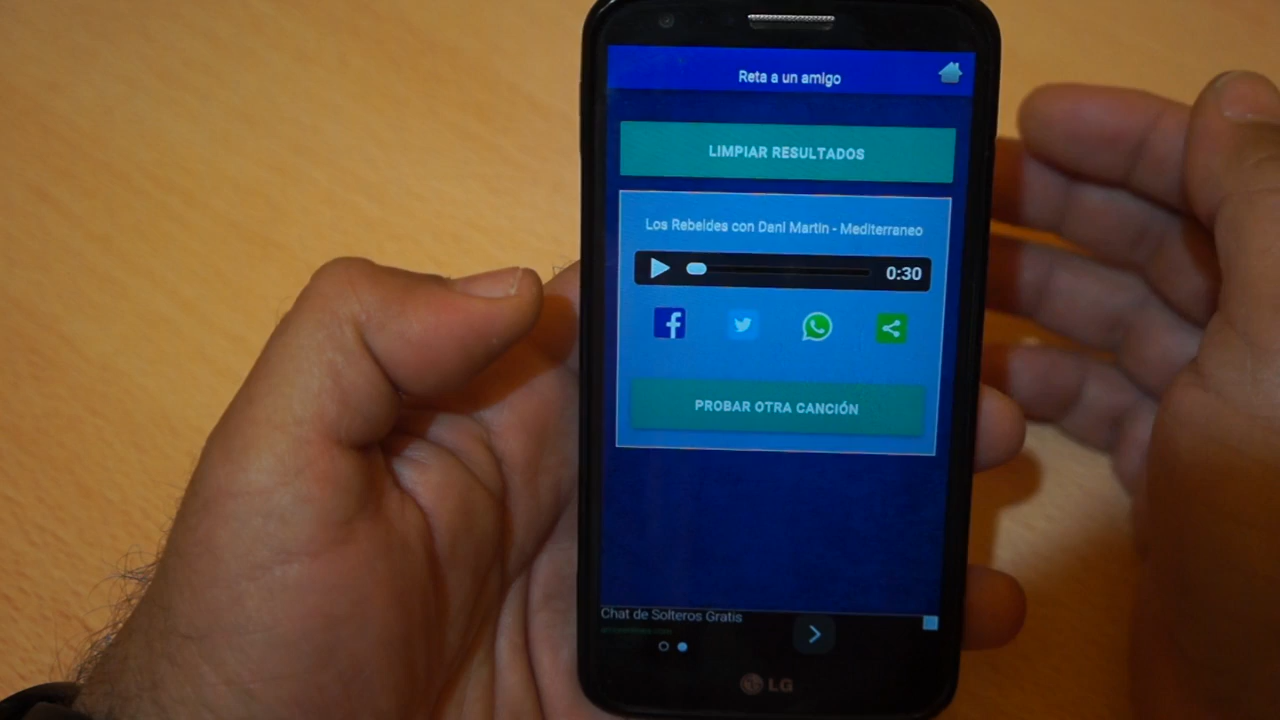 Reta a un amigo
LIMPIAR RESULTADOS
Los Rebeldes con Dani Martin - Mediterraneo
0:30
PROBAR OTRA CANCIÓN
Chat de Solteros Gratis
LG